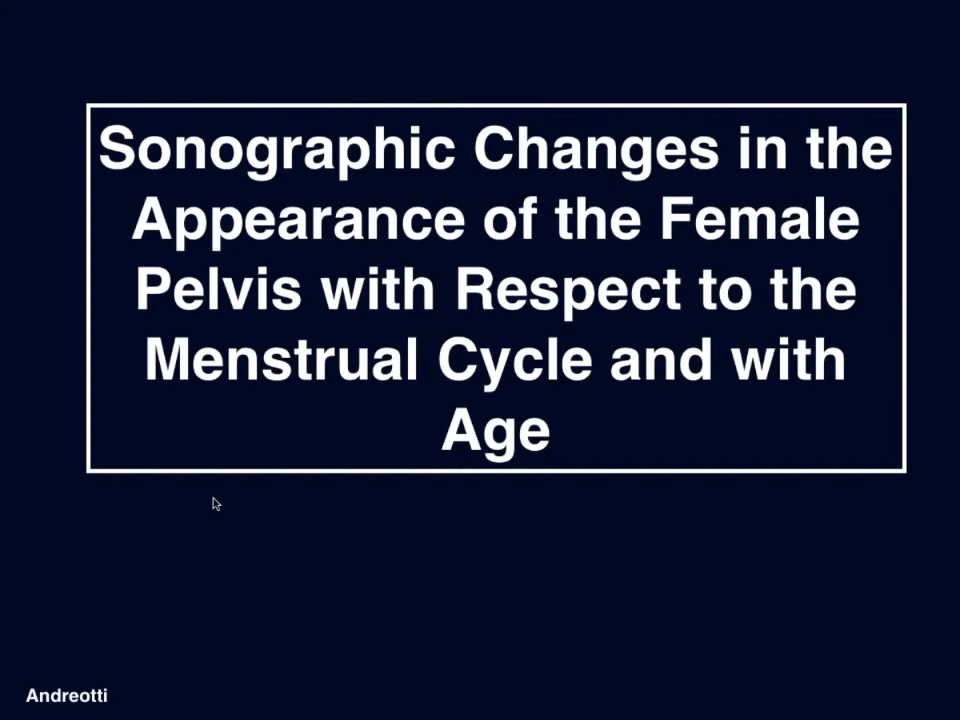 Sonographic Changes in the
Appearance of the Female
Pelvis with Respect to the
Menstrual Cycle and with
Age
Andreotti